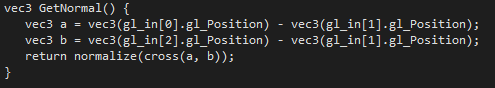 vec3 GetNormal() {
   vec3 a = vec3(gl_in[0].gl_Position) - vec3(gl_in[1].gl_Position);
   vec3 b = vec3(gl_in[2].gl_Position) - vec3(gl_in[1].gl_Position);
   return normalize(cross(a, b));
}